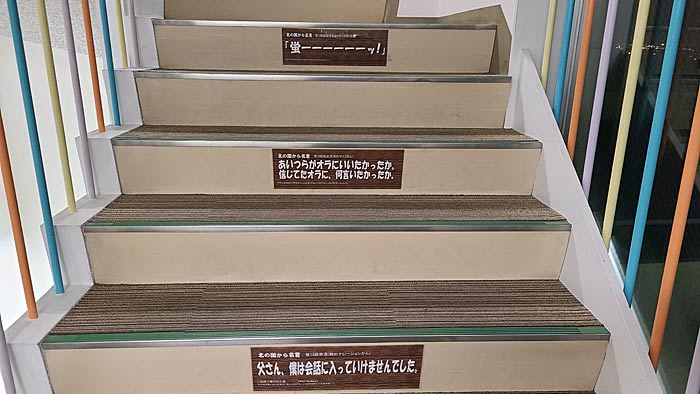 北の国から名言
「蛍ーーーーーーッ!」
北の国から名言
あいつらがオラにいいたかったか。
信じてたオラに、何言いたかったか。
北の国から名言
父さん、僕は会話に入っていけませんでした。